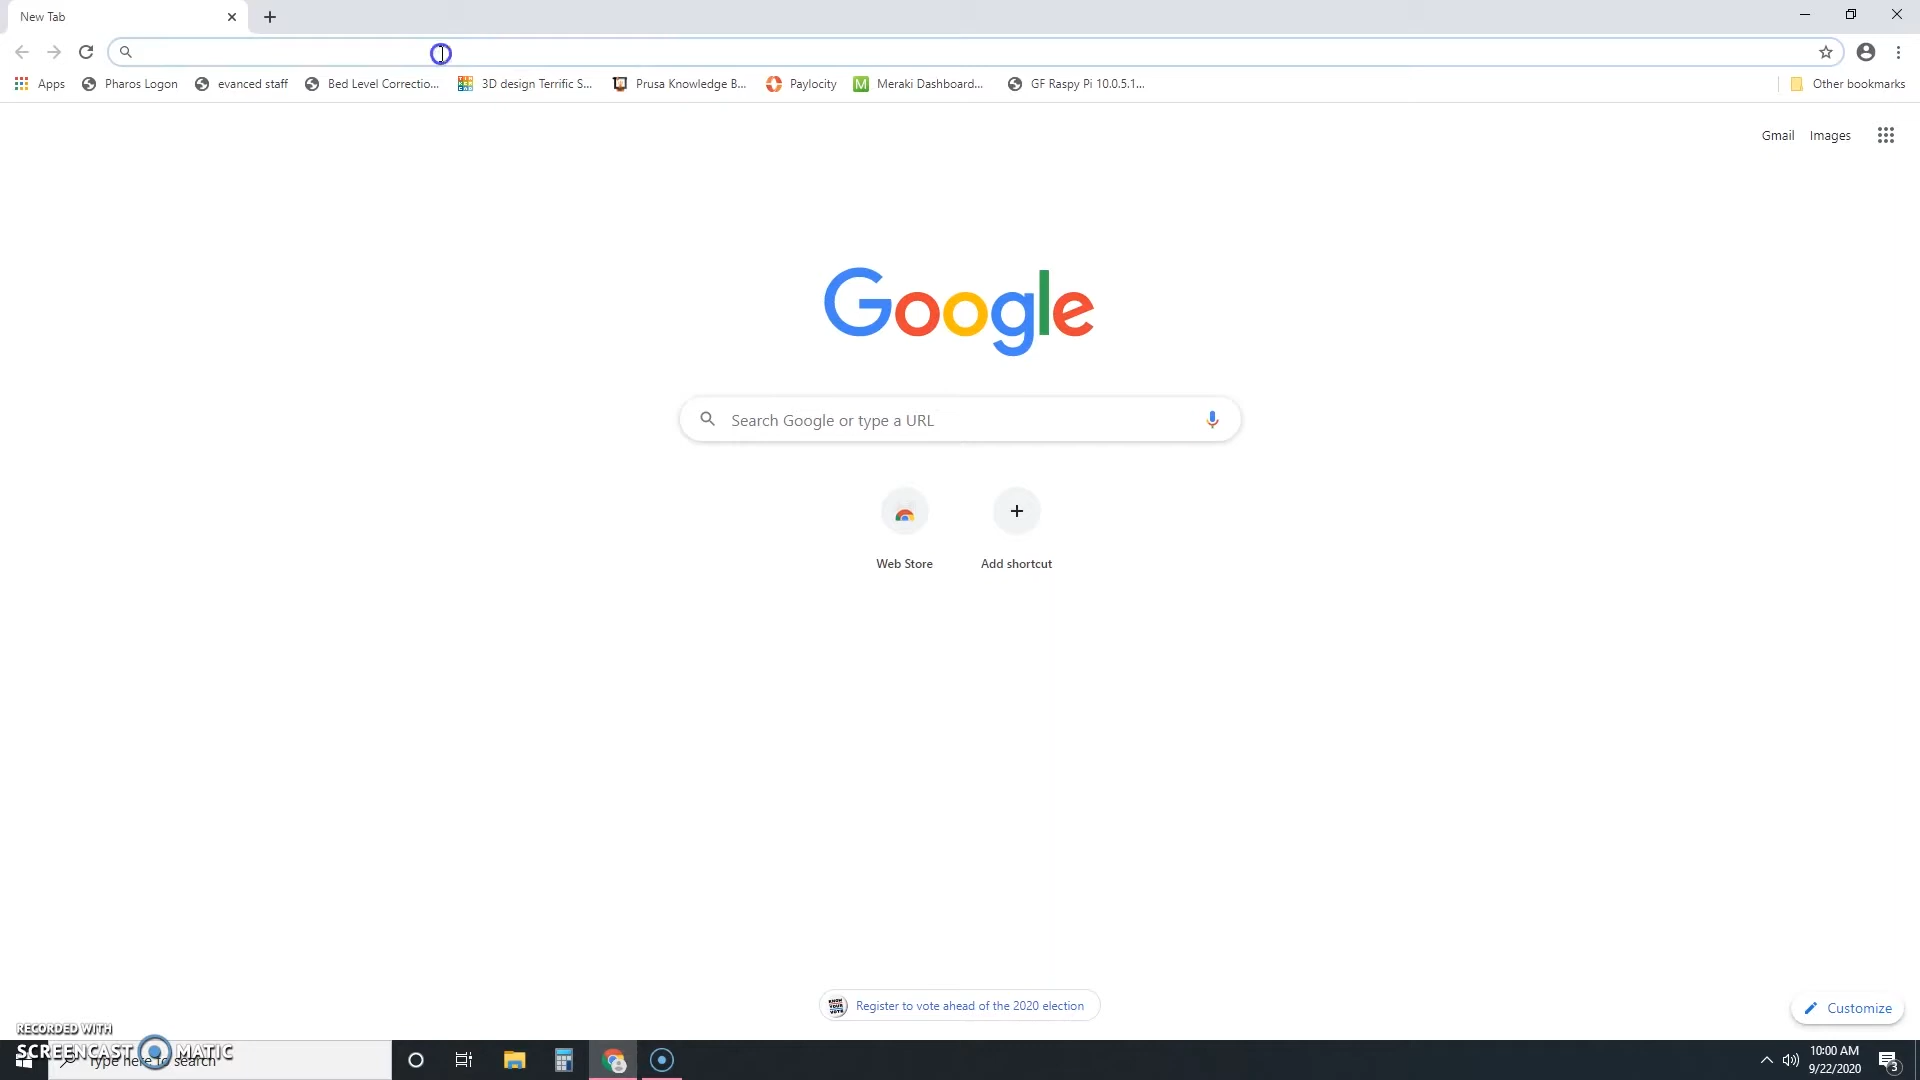 New Tab
Apps Pharos Logon evanced staff Bed Level Correctio... 3D design Terrific S... Prusa Knowledge B... Paylocity M Meraki Dashboard... GF Raspy Pi 10.0.5.1... Other bookmarks
Gmail Images
Google
Search Google or type a URL
Web Store Add shortcut
Register to vote ahead of the 2020 election
Customize
RECORDED WITH
SCREENCAST MATIC
Type here to search
10:00 AM
9/22/2020
3